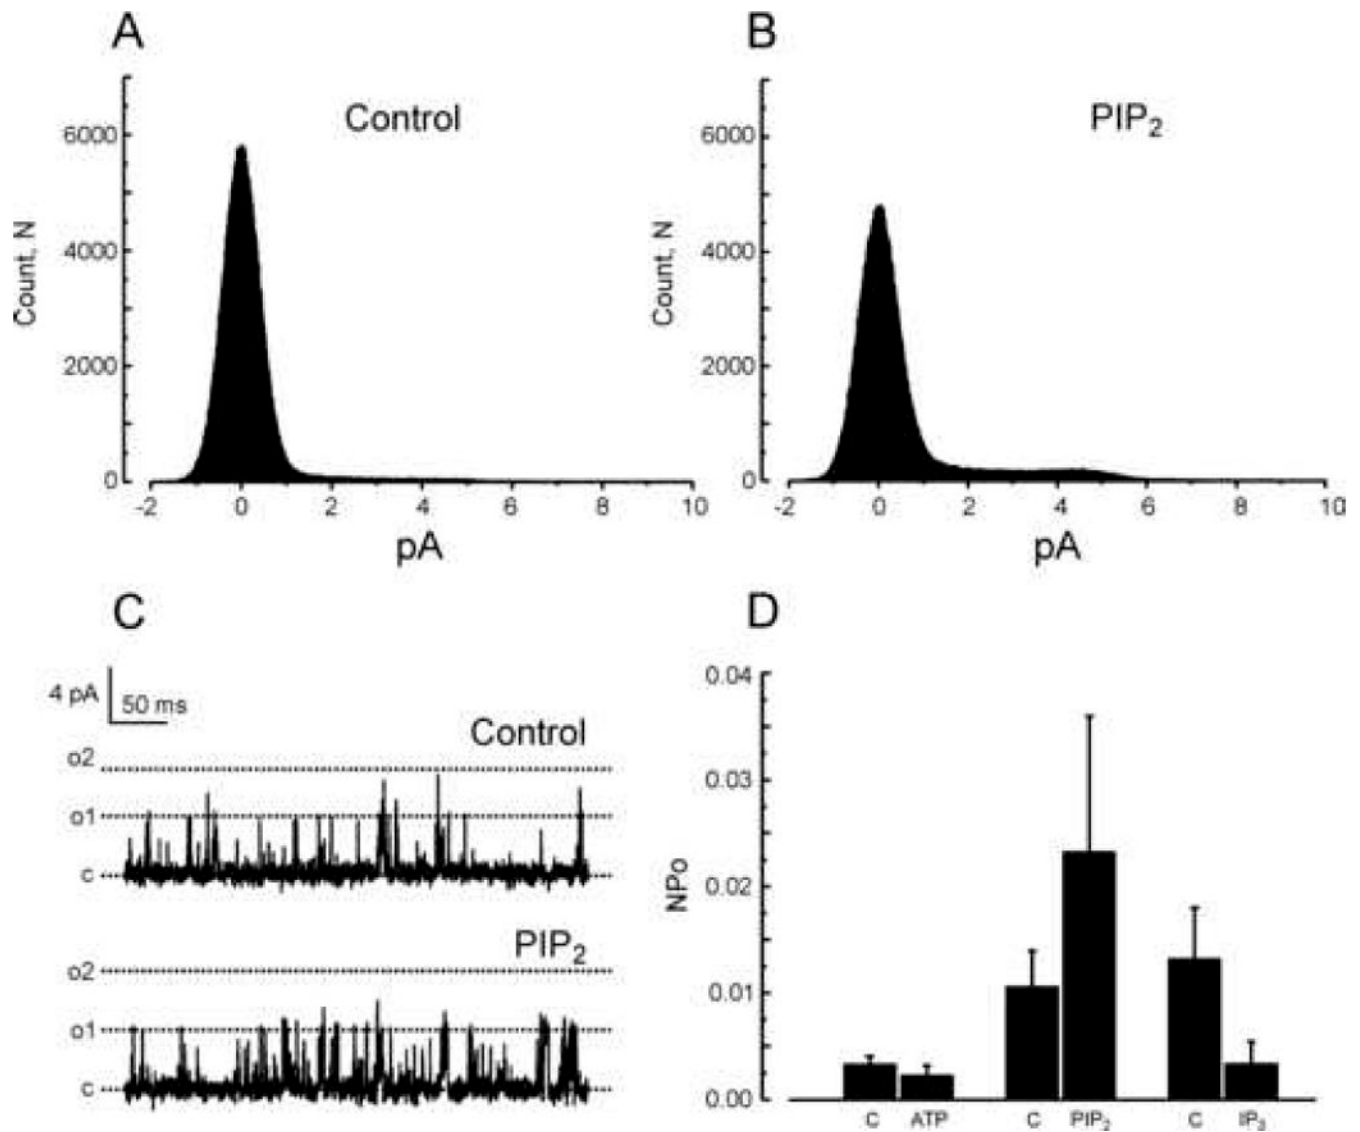 A
Control
Count, N
6000
4000
2000
0
-2 0 2 4 6 8 10
pA
B
PIP₂
Count, N
6000
4000
2000
0
-2 0 2 4 6 8 10
pA
C
4 pA
50 ms
Control
o2
o1
c
PIP₂
o2
o1
c
D
0.04
0.03
0.02
0.01
0.00
NPo
C ATP C PIP₂ C IP₃